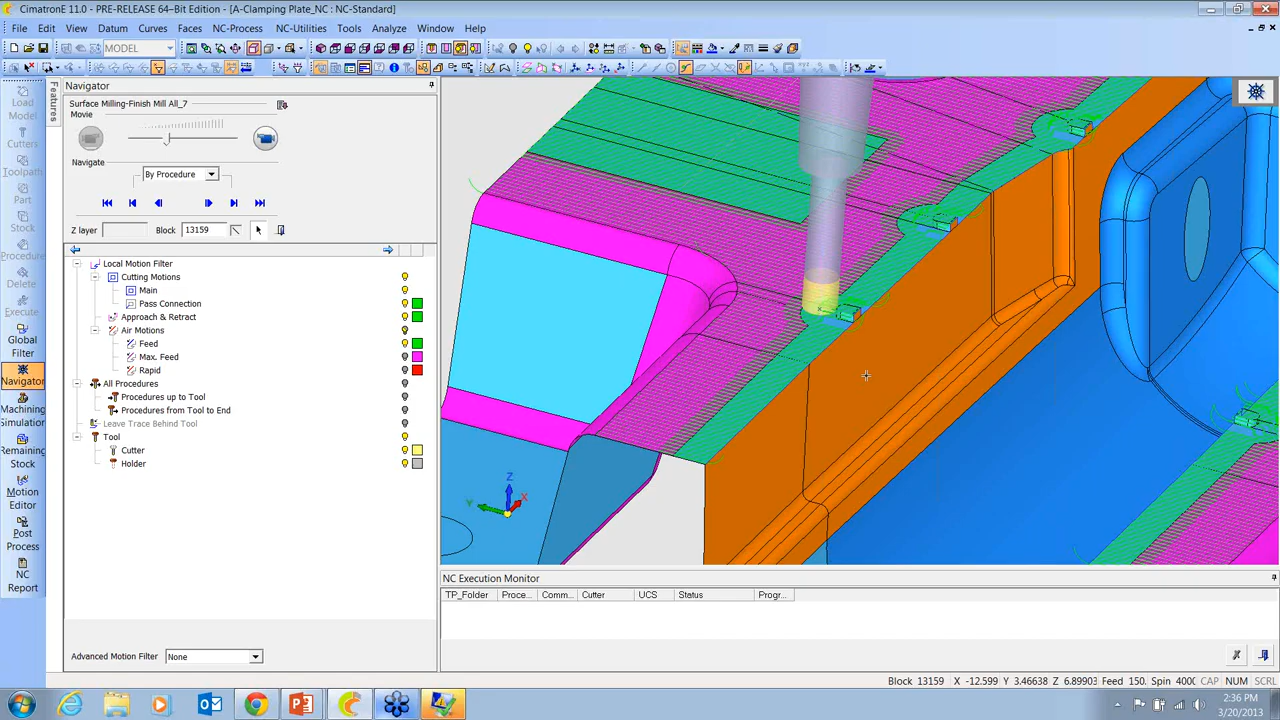 CimatronE 11.0 - PRE-RELEASE 64-Bit Edition - [A-Clamping Plate_NC : NC-Standard]
File Edit View Datum Curves Faces NC-Process NC-Utilities Tools Analyze Window Help
MODEL
Navigator
Features
Surface Milling-Finish Mill All_7
Movie
Navigate
By Procedure
Z layer
Block 13159
Local Motion Filter
Cutting Motions
Main
Pass Connection
Approach & Retract
Air Motions
Feed
Max. Feed
Rapid
All Procedures
Procedures up to Tool
Procedures from Tool to End
Leave Trace Behind Tool
Tool
Cutter
Holder
Advanced Motion Filter None
Load
Model
Cutters
Toolpath
Part
Stock
Procedure
Delete
Execute
Global
Filter
Navigator
Machining
Simulation
Remaining
Stock
Motion
Editor
Post
Process
NC
Report
Z
X
Y
NC Execution Monitor
TP_Folder Proce... Comm... Cutter UCS Status Progr...
Block 13159 X -12.599 Y 3.46638 Z 6.89903 Feed 150. Spin 400 CAP NUM SCRL
2:36 PM
3/20/2013